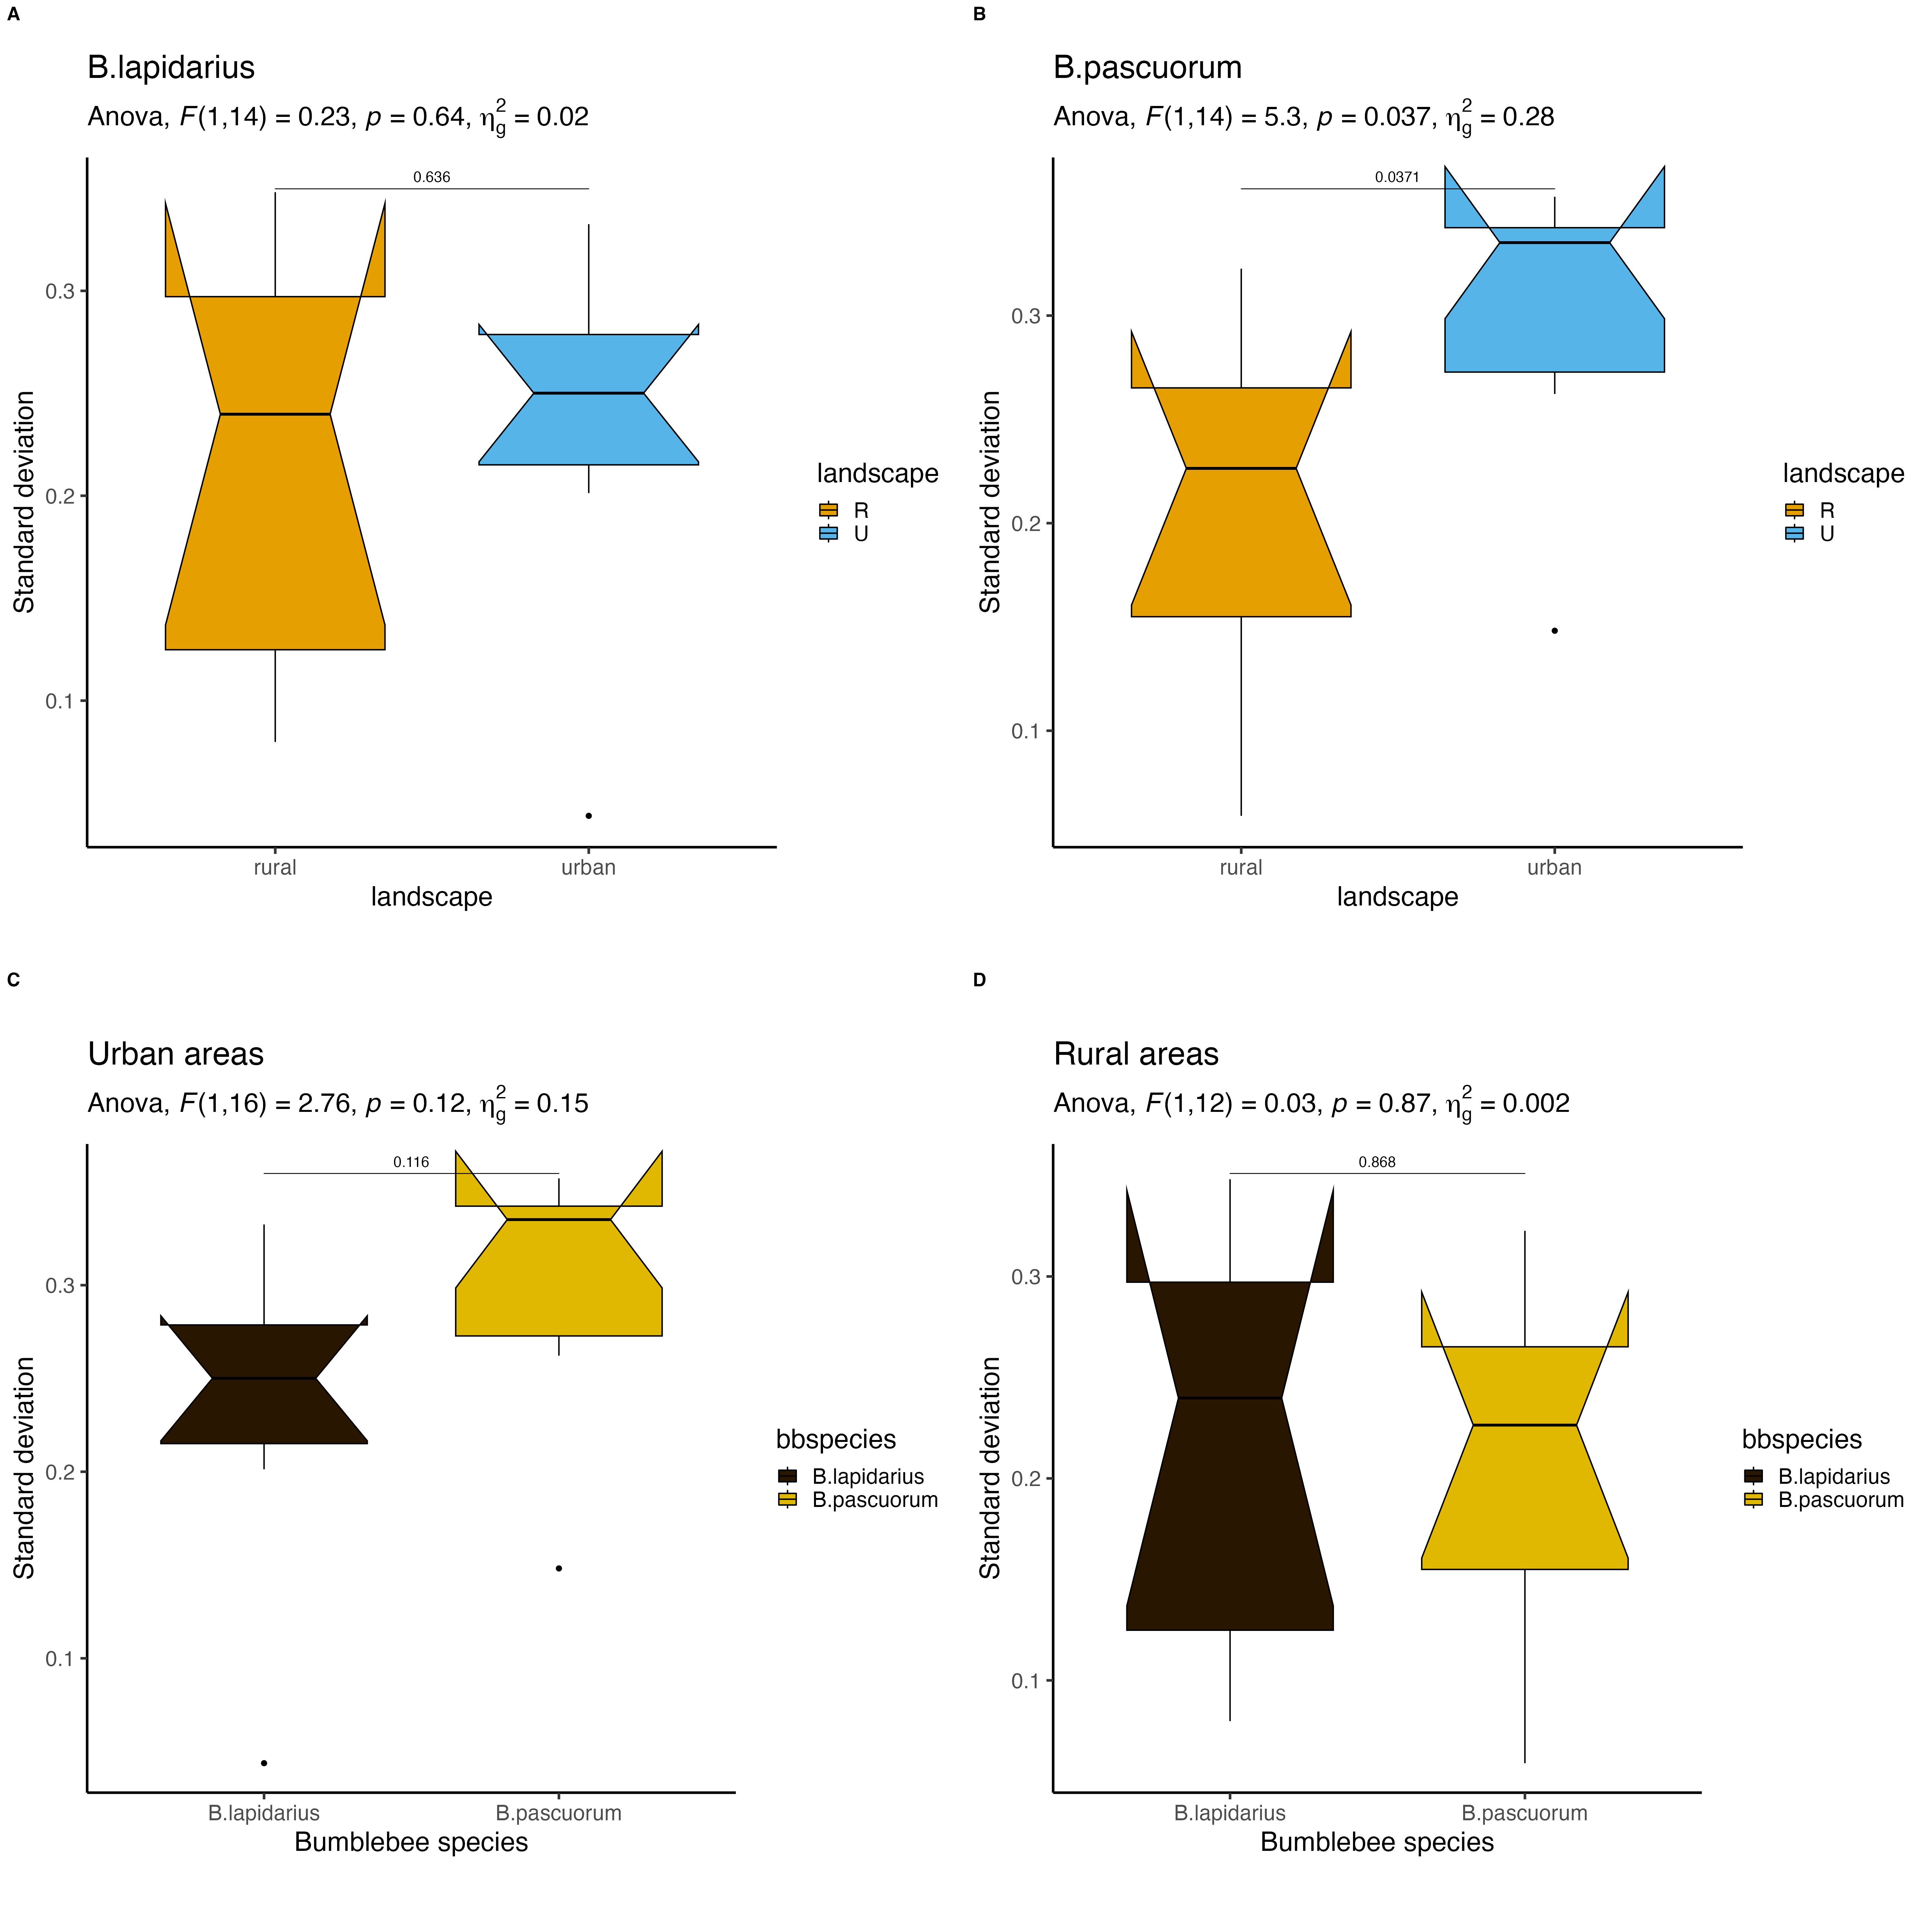 A
B.lapidarius
Anova, F(1,14) = 0.23, p = 0.64, η²g = 0.02
0.636
0.3
0.2
0.1
Standard deviation
rural urban
landscape
landscape
R
U
B
B.pascuorum
Anova, F(1,14) = 5.3, p = 0.037, η²g = 0.28
0.0371
0.3
0.2
0.1
Standard deviation
rural urban
landscape
landscape
R
U
C
Urban areas
Anova, F(1,16) = 2.76, p = 0.12, η²g = 0.15
0.116
0.3
0.2
0.1
Standard deviation
B.lapidarius B.pascuorum
Bumblebee species
bbspecies
B.lapidarius
B.pascuorum
D
Rural areas
Anova, F(1,12) = 0.03, p = 0.87, η²g = 0.002
0.868
0.3
0.2
0.1
Standard deviation
B.lapidarius B.pascuorum
Bumblebee species
bbspecies
B.lapidarius
B.pascuorum